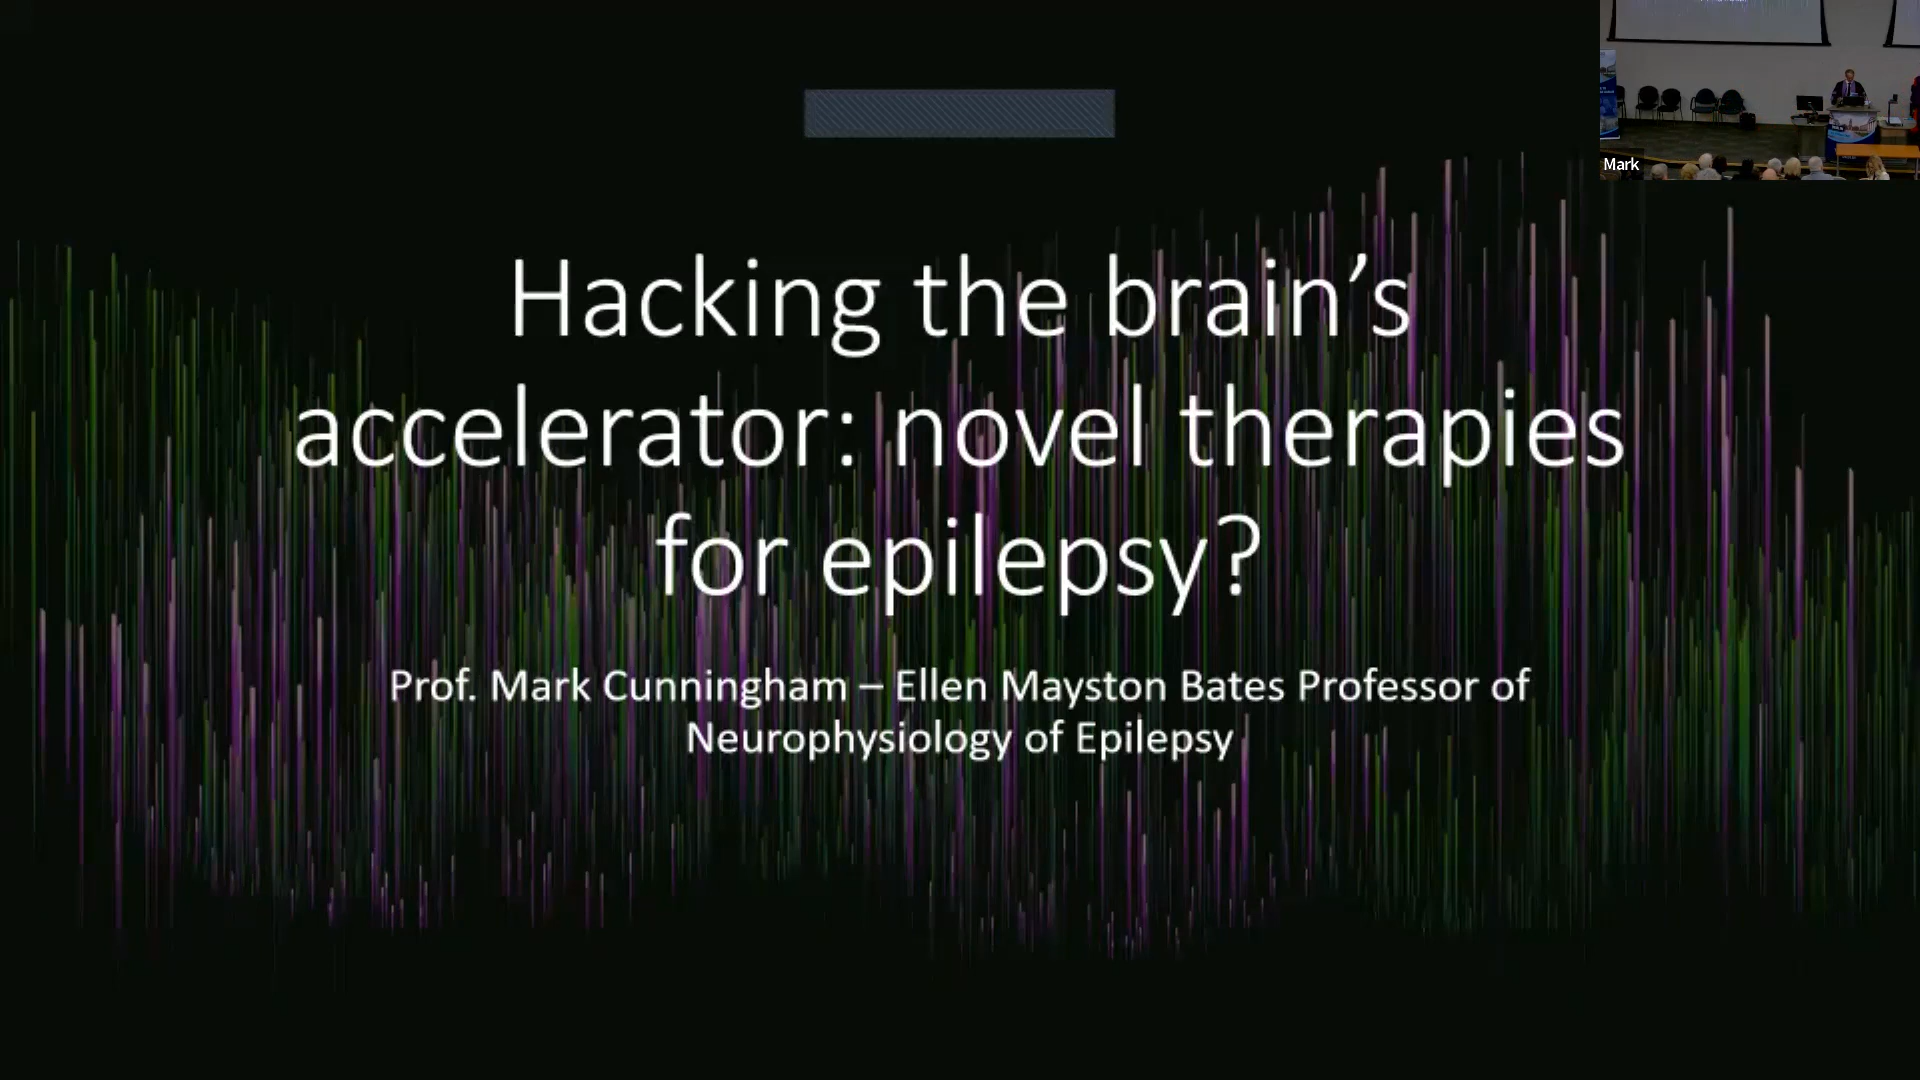 Mark
Hacking the brain’s
accelerator: novel therapies
for epilepsy?
Prof. Mark Cunningham – Ellen Mayston Bates Professor of
Neurophysiology of Epilepsy